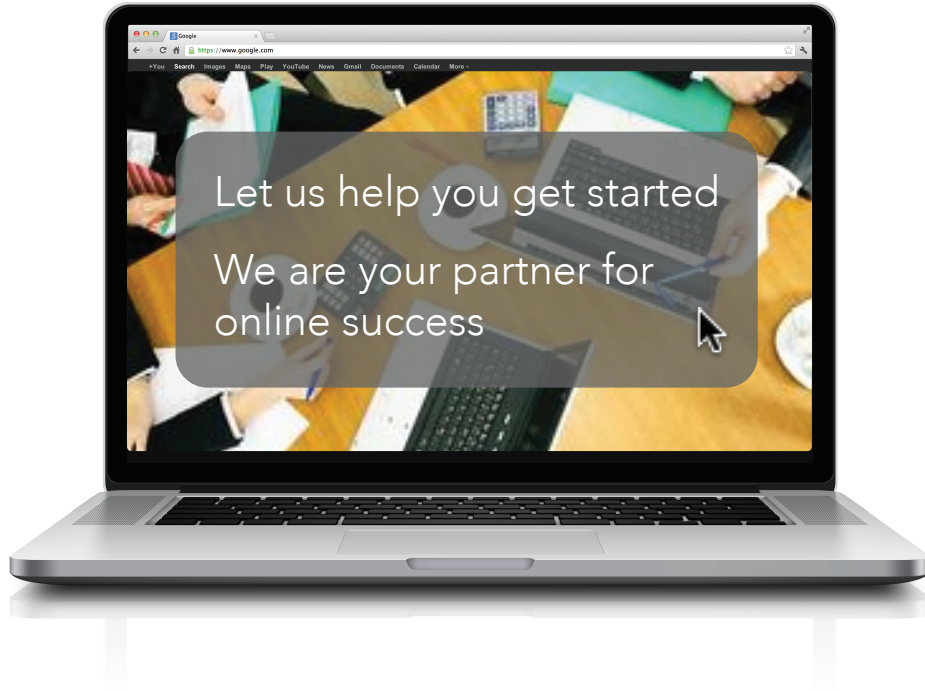 Google
https://www.google.com
+You Search Images Maps Play YouTube News Gmail Documents Calendar More
Let us help you get started
We are your partner for
online success